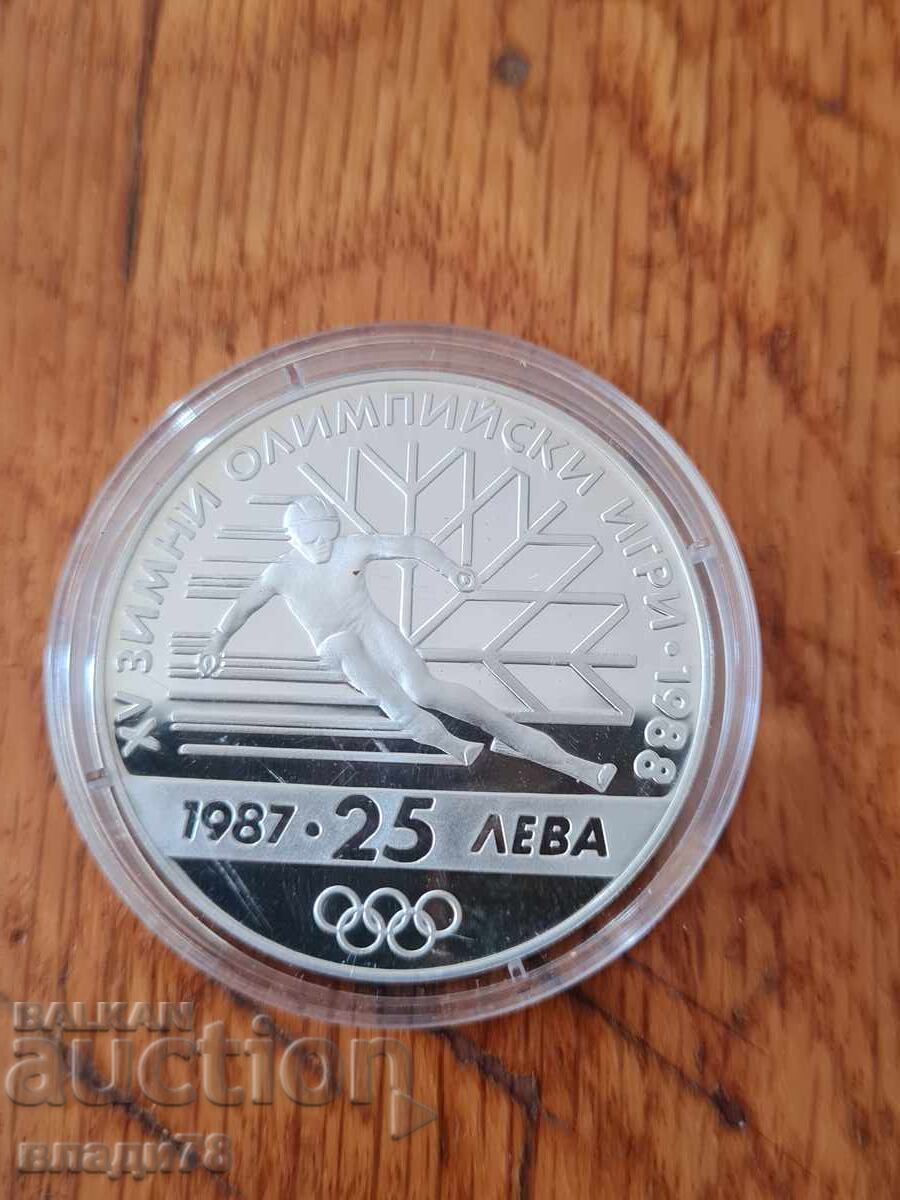 XV ЗИМНИ ОЛИМПИЙСКИ ИГРИ · 1988
1987 · 25 ЛЕВА
BALKAN
auction
влади78